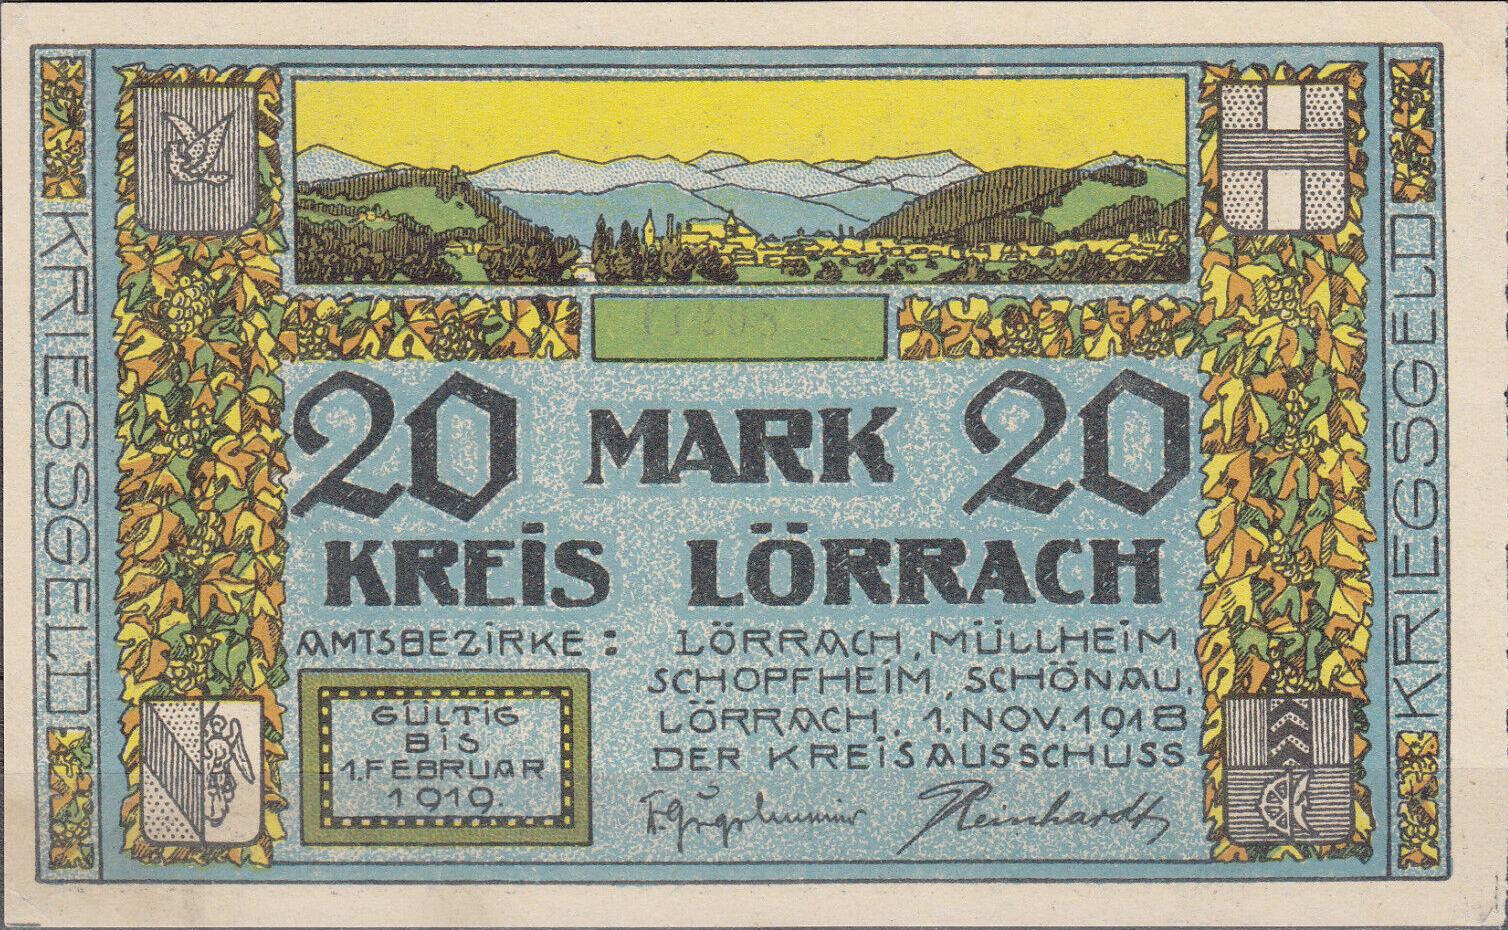 KRIEGSGELD
11298
20 MARK 20
KREIS LÖRRACH
AMTSBEZIRKE: LÖRRACH, MÜLLHEIM
SCHOPFHEIM, SCHÖNAU.
LÖRRACH. 1. NOV. 1918
DER KREISAUSSCHUSS
GÜLTIG
BIS
1. FEBRUAR
1919.
Reinhardt
KRIEGSGELD